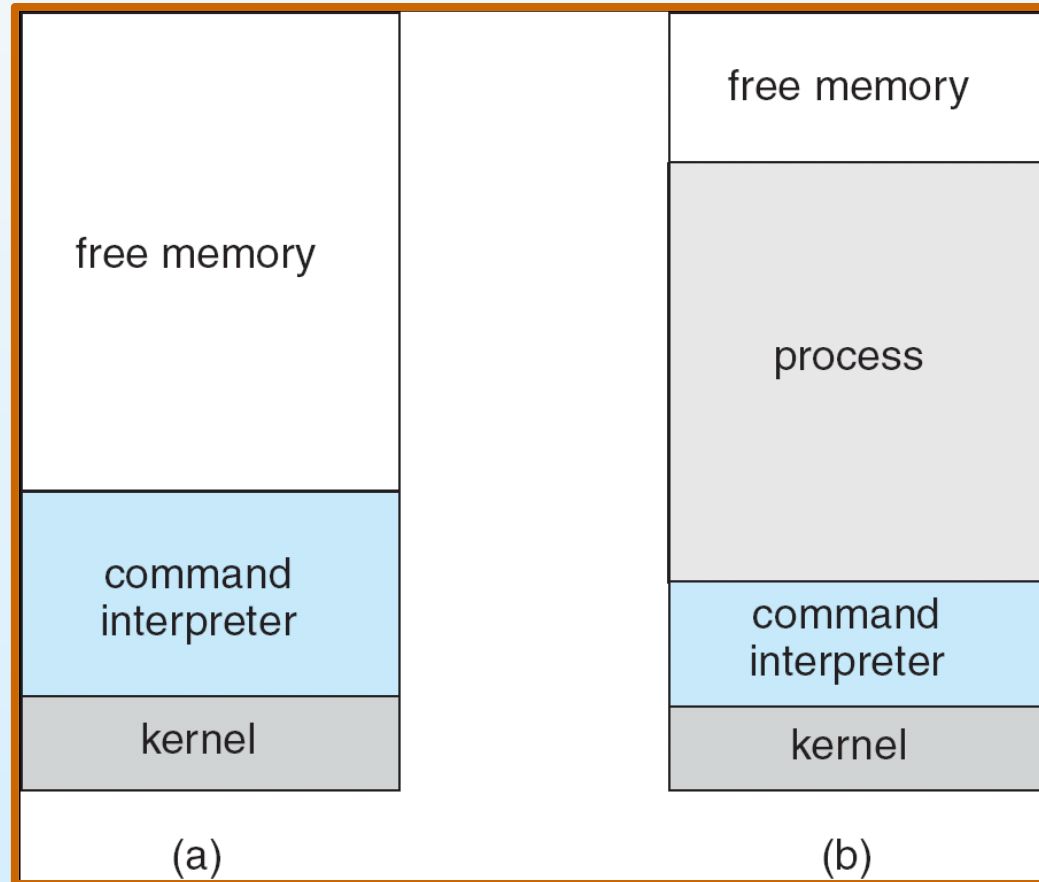 free memory
command
interpreter
kernel
(a)
free memory
process
command
interpreter
kernel
(b)